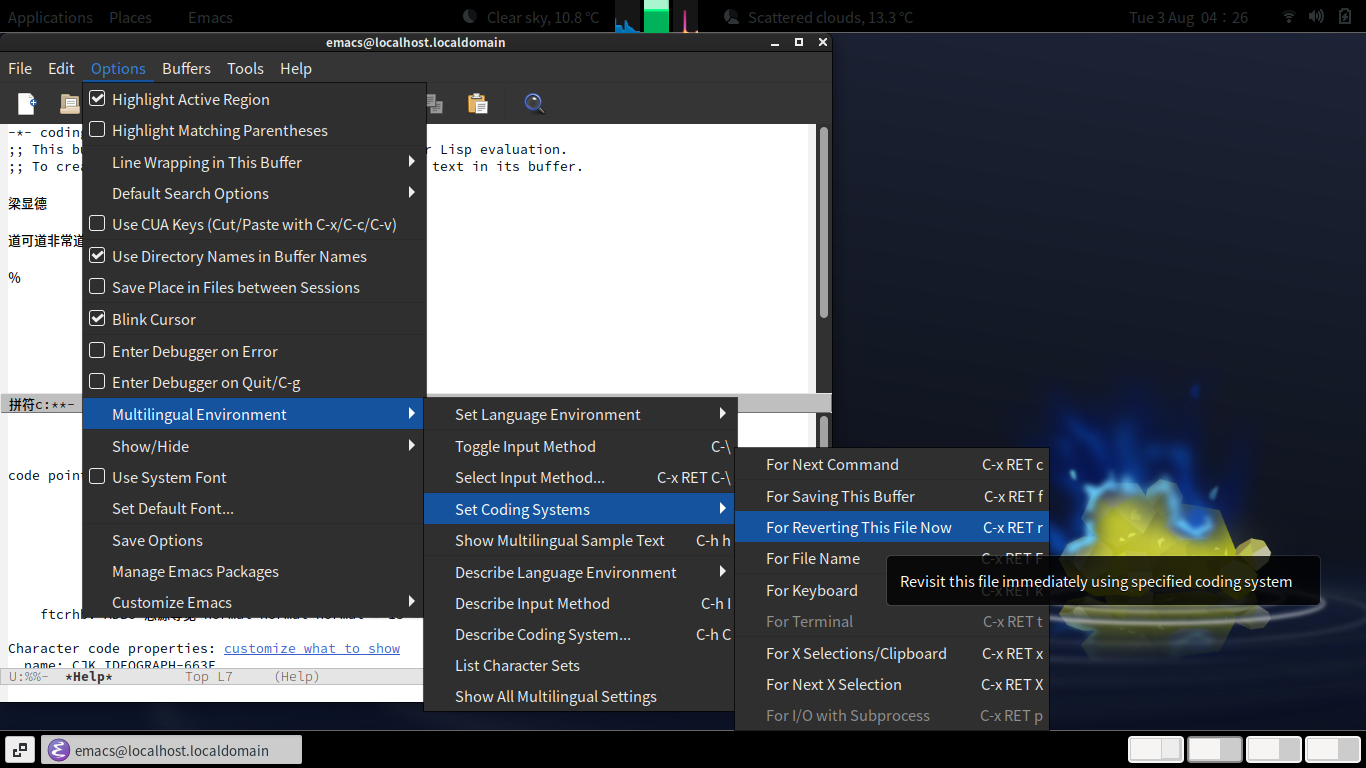 Applications Places Emacs Clear sky, 10.8 °C Scattered clouds, 13.3 °C Tue 3 Aug 04：26
emacs@localhost.localdomain
File Edit Options Buffers Tools Help
Highlight Active Region
-*- coding
Highlight Matching Parentheses
;; This bu r Lisp evaluation.
;; To crea text in its buffer.
Line Wrapping in This Buffer
Default Search Options
梁显德
Use CUA Keys (Cut/Paste with C-x/C-c/C-v)
道可道非常道
Use Directory Names in Buffer Names
%
Save Place in Files between Sessions
Blink Cursor
Enter Debugger on Error
Enter Debugger on Quit/C-g
拼符c:**-
Multilingual Environment
Show/Hide
code poin
Use System Font
Set Default Font...
Save Options
Manage Emacs Packages
Customize Emacs
Set Language Environment
Toggle Input Method C-\
Select Input Method... C-x RET C-\
Set Coding Systems
Show Multilingual Sample Text C-h h
Describe Language Environment
Describe Input Method C-h I
Describe Coding System... C-h C
List Character Sets
Show All Multilingual Settings
For Next Command C-x RET c
For Saving This Buffer C-x RET f
For Reverting This File Now C-x RET r
For File Name C-x RET F
Revisit this file immediately using specified coding system
For Keyboard C-x RET k
For Terminal C-x RET t
For X Selections/Clipboard C-x RET x
For Next X Selection C-x RET X
For I/O with Subprocess C-x RET p
Character code properties: customize what to show
name: CJK IDEOGRAPH-663E
U:%%- *Help* Top L7 (Help)
emacs@localhost.localdomain